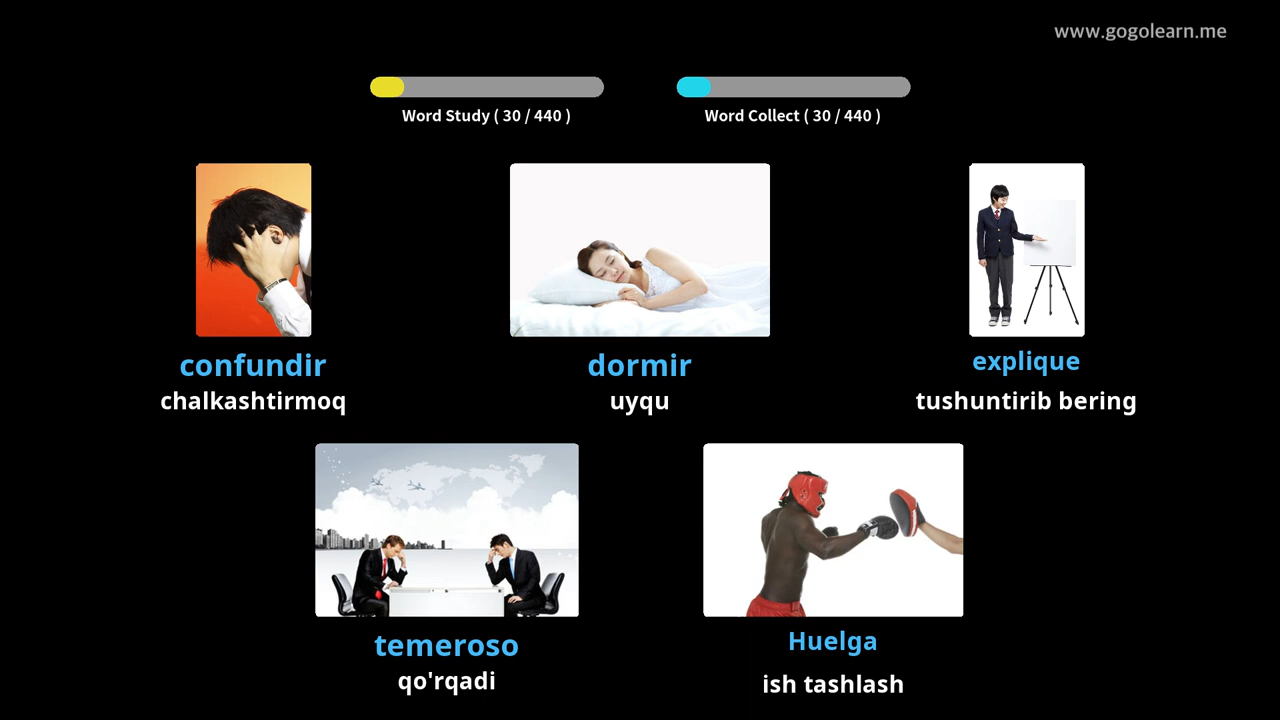 www.gogolearn.me
Word Study ( 30 / 440 )
Word Collect ( 30 / 440 )
confundir
chalkashtirmoq
dormir
uyqu
explique
tushuntirib bering
temeroso
qo'rqadi
Huelga
ish tashlash